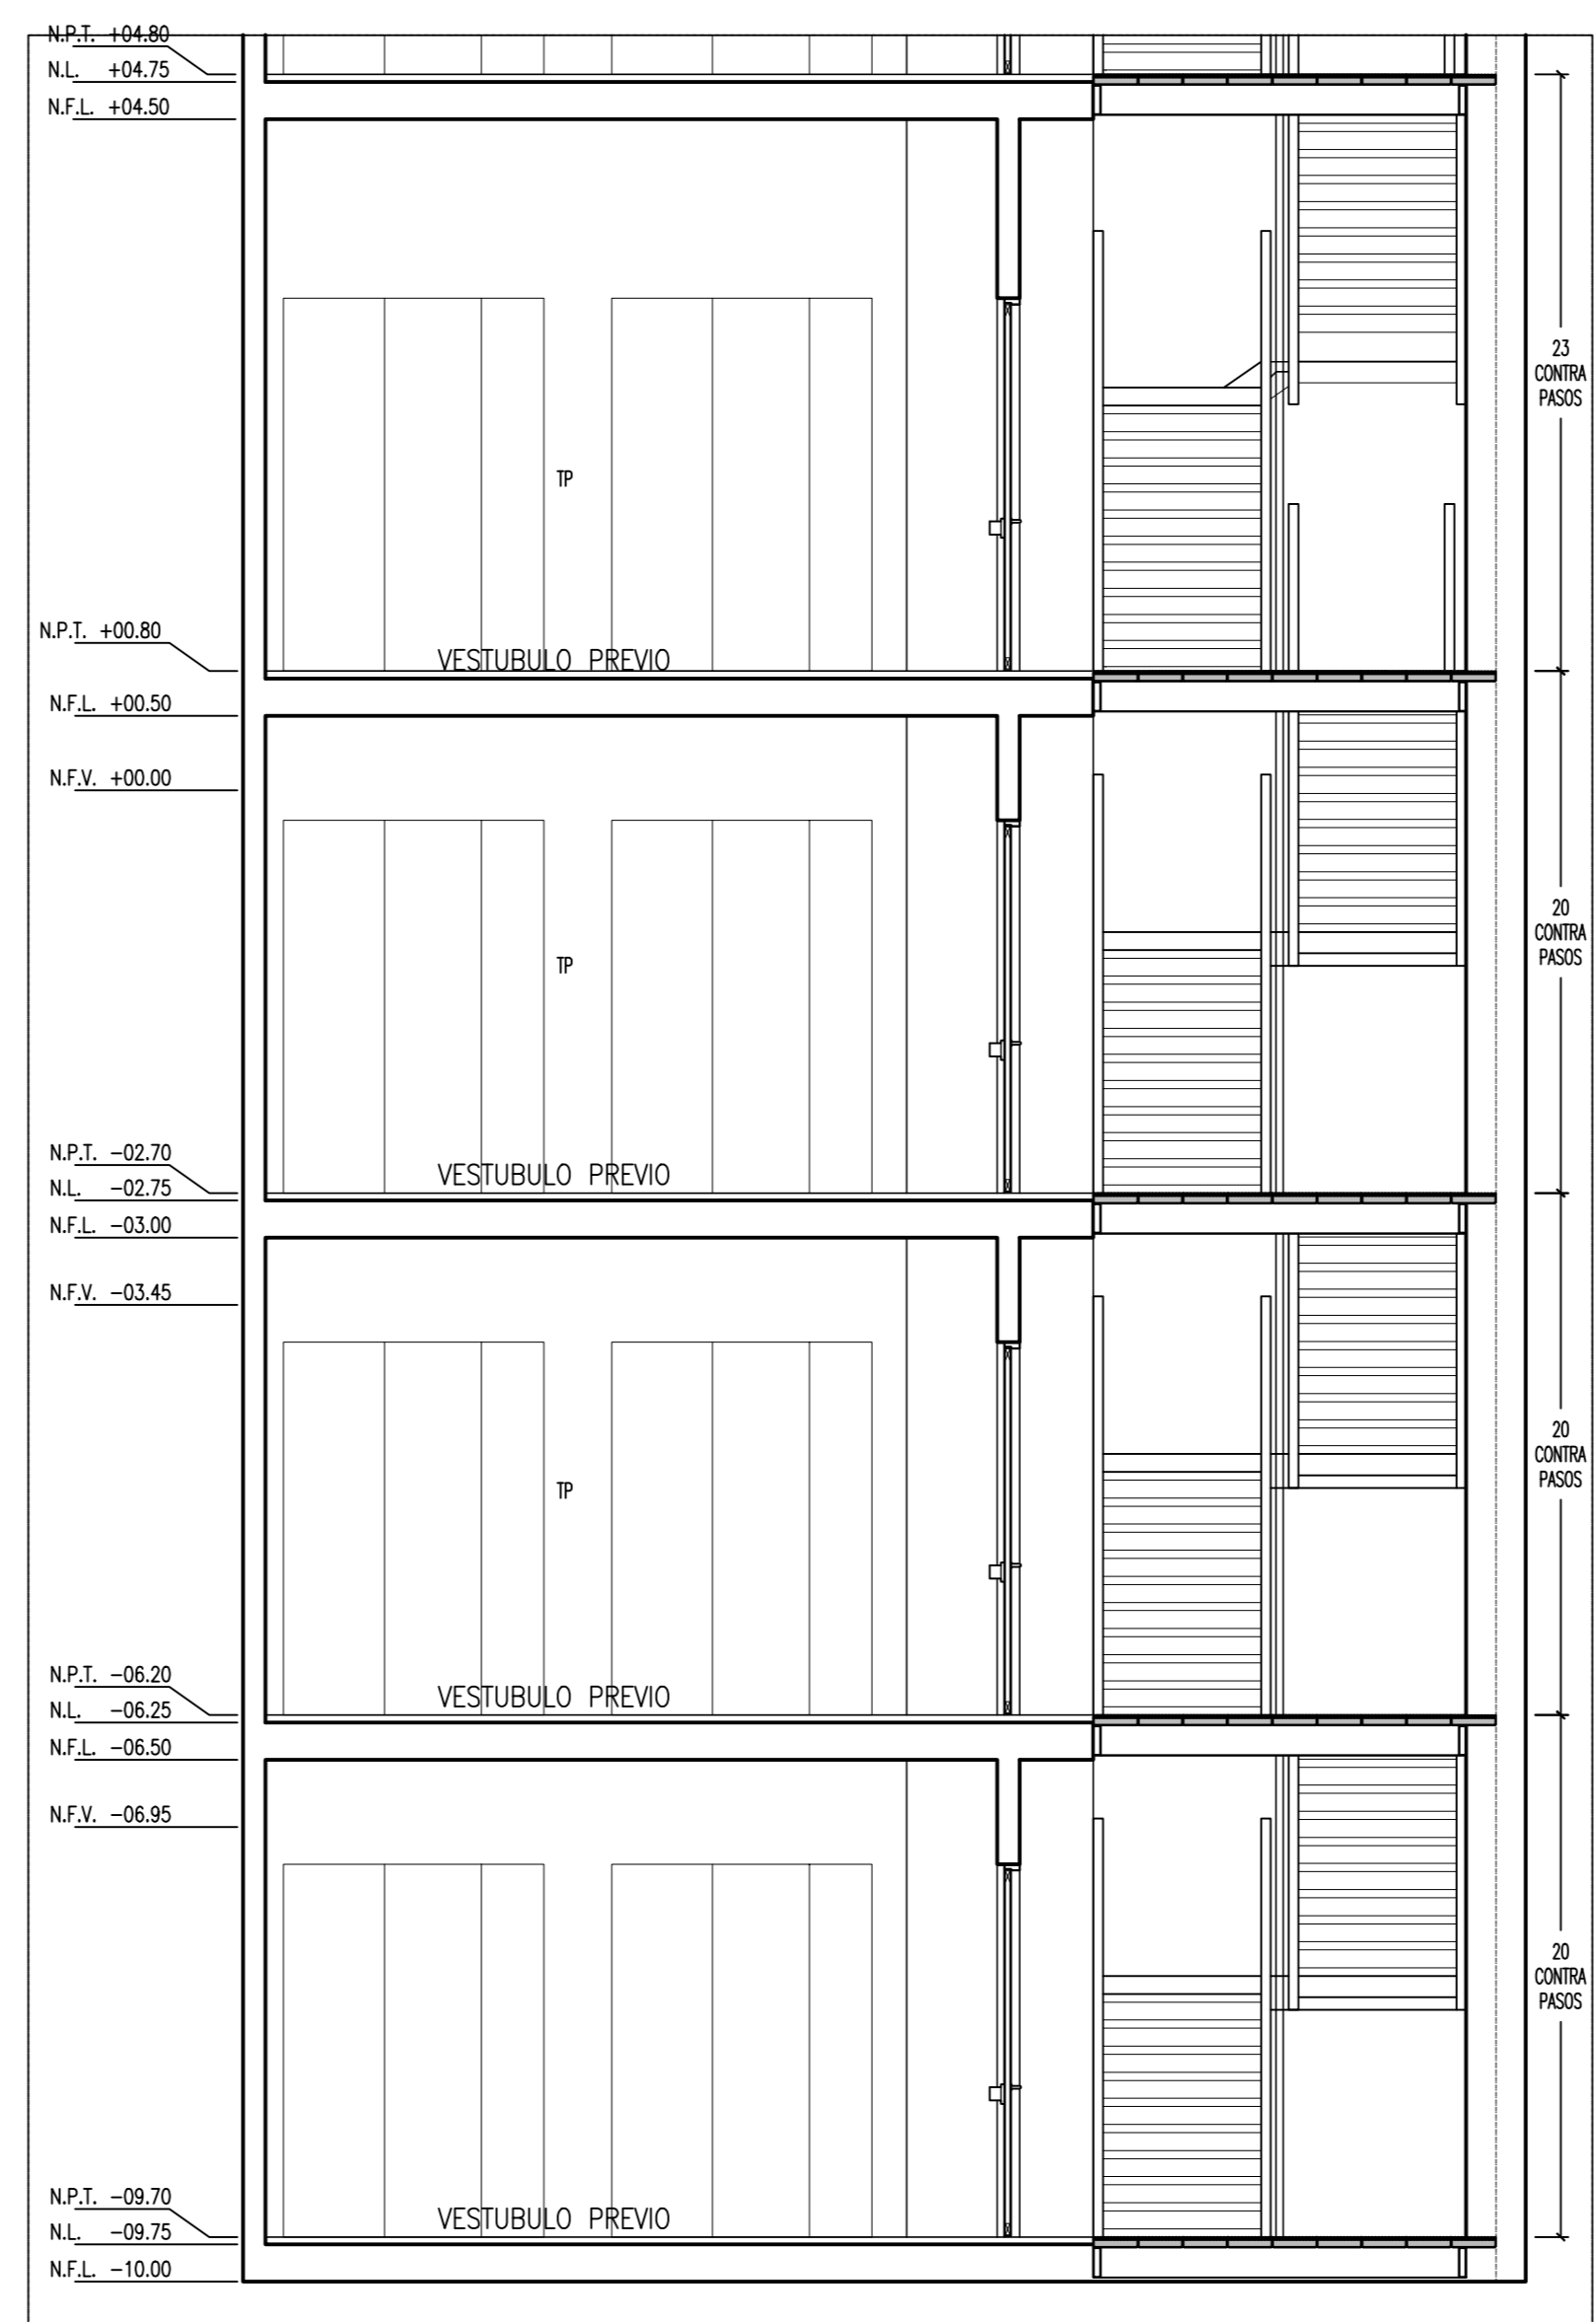 N.P.T. +04.80
N.L. +04.75
N.F.L. +04.50
23
CONTRA
PASOS
TP
N.P.T. +00.80
VESTUBULO PREVIO
N.F.L. +00.50
N.F.V. +00.00
20
CONTRA
PASOS
TP
N.P.T. −02.70
VESTUBULO PREVIO
N.L. −02.75
N.F.L. −03.00
N.F.V. −03.45
20
CONTRA
PASOS
TP
N.P.T. −06.20
VESTUBULO PREVIO
N.L. −06.25
N.F.L. −06.50
N.F.V. −06.95
20
CONTRA
PASOS
N.P.T. −09.70
VESTUBULO PREVIO
N.L. −09.75
N.F.L. −10.00